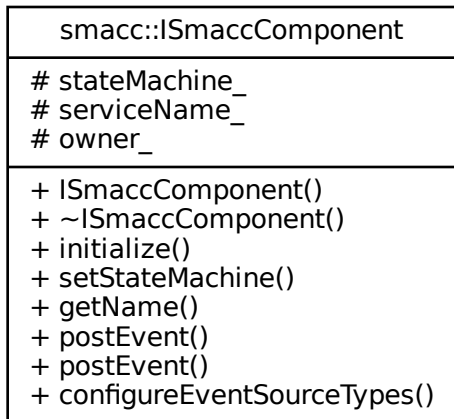 smacc::ISmaccComponent
# stateMachine_
# serviceName_
# owner_
+ ISmaccComponent()
+ ~ISmaccComponent()
+ initialize()
+ setStateMachine()
+ getName()
+ postEvent()
+ postEvent()
+ configureEventSourceTypes()